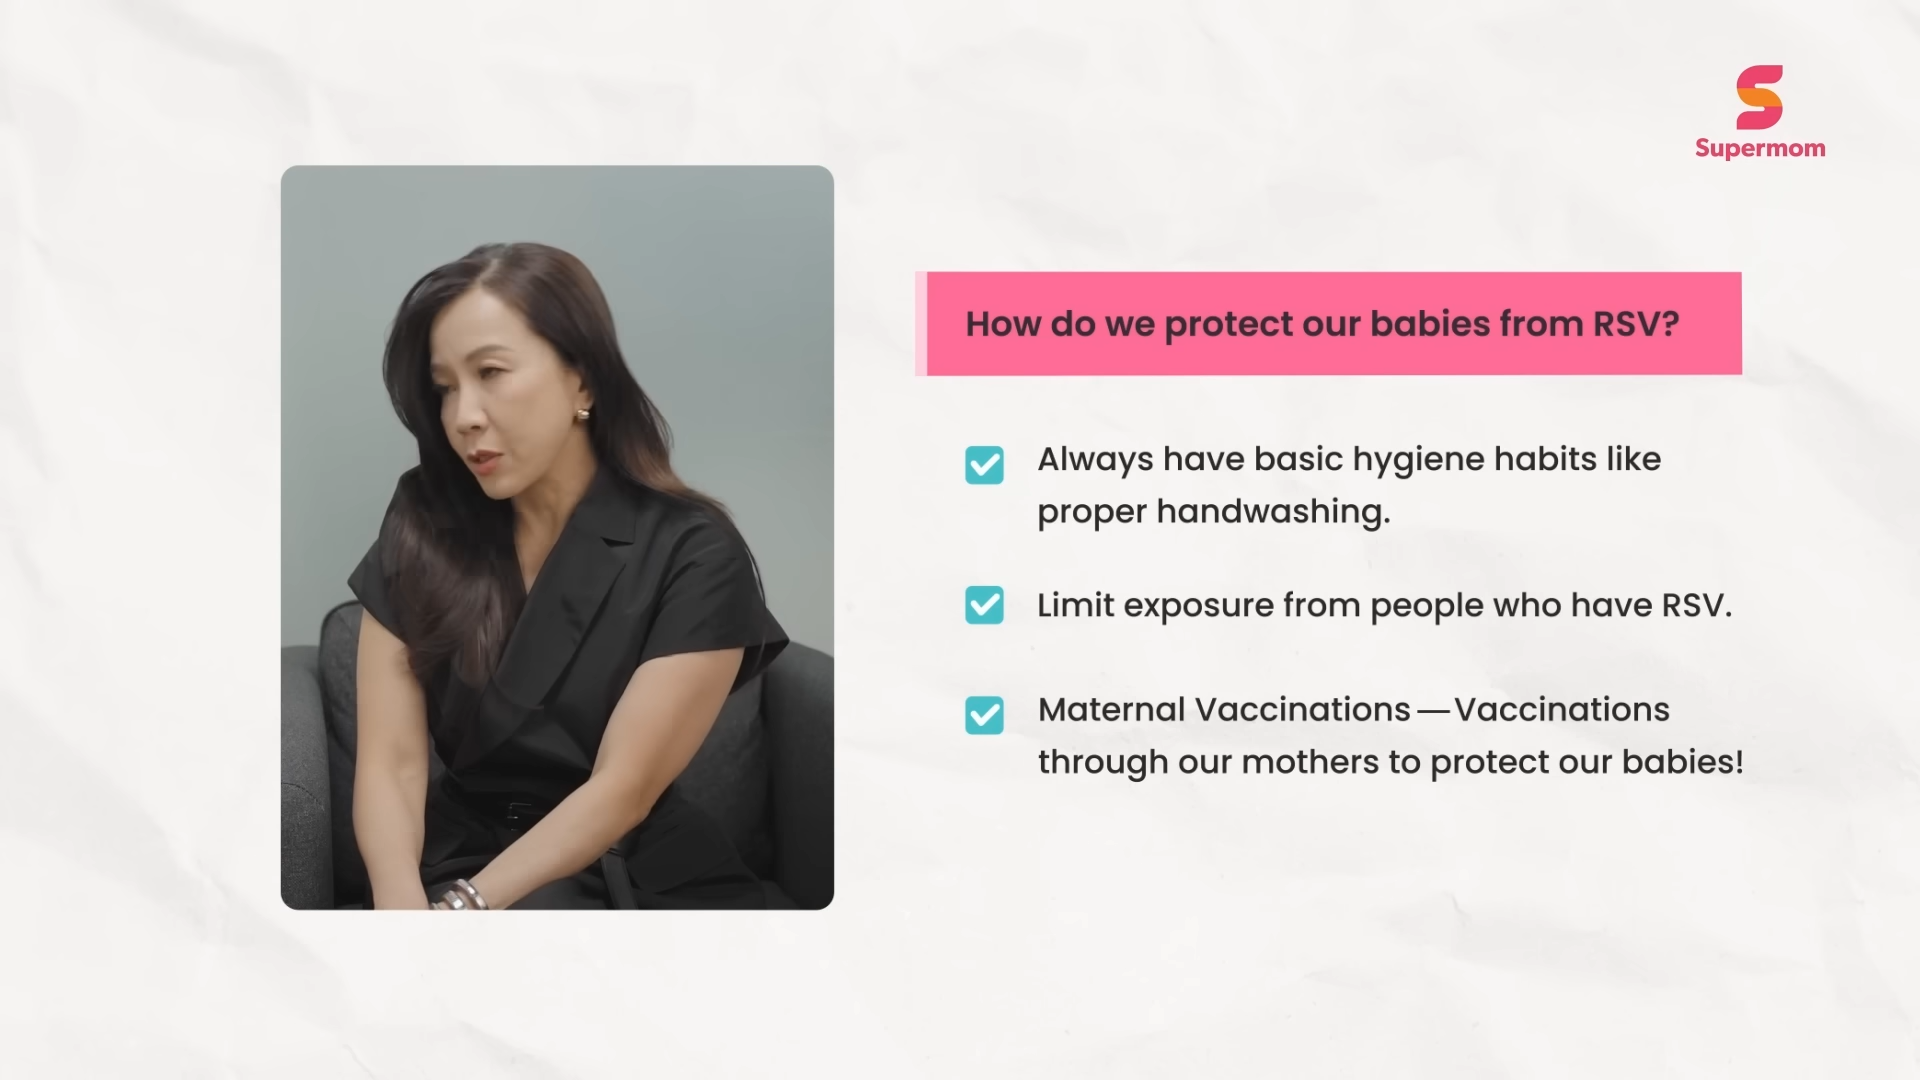 Supermom
How do we protect our babies from RSV?
Always have basic hygiene habits like
proper handwashing.
Limit exposure from people who have RSV.
Maternal Vaccinations — Vaccinations
through our mothers to protect our babies!